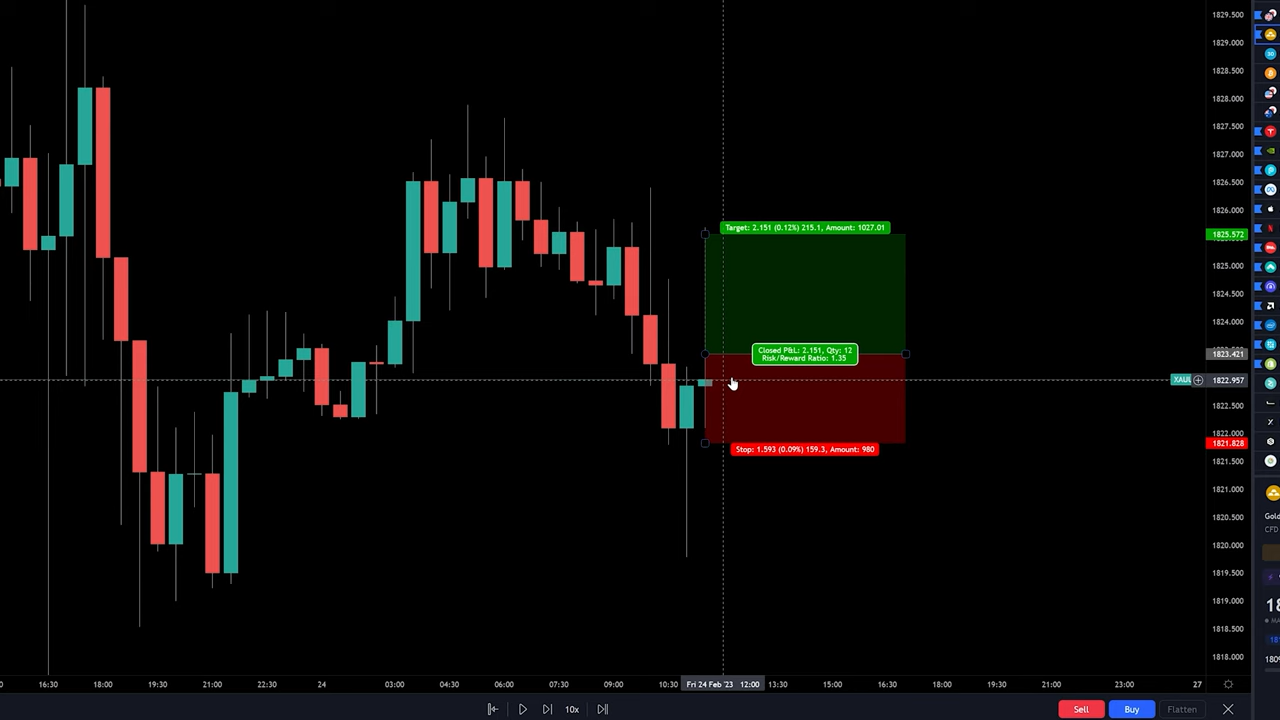 1829.500
1829.000
1828.500
1828.000
1827.500
1827.000
1826.500
1826.000
Target: 2.151 (0.12%) 215.1, Amount: 1027.01
1825.572
1825.000
1824.500
1824.000
Closed P&L: 2.151, Qty: 12
Risk/Reward Ratio: 1.35
1823.421
XAU
1822.957
1822.500
1822.000
1821.828
Stop: 1.593 (0.09%) 159.3, Amount: 980
1821.500
1821.000
1820.500
1820.000
1819.500
1819.000
1818.500
1818.000
Gold
CFD
180
16:30 18:00 19:30 21:00 22:30 24 03:00 04:30 06:00 07:30 09:00 10:30 Fri 24 Feb '23 12:00 13:30 15:00 16:30 18:00 19:30 21:00 23:00 27
10x
Sell Buy Flatten